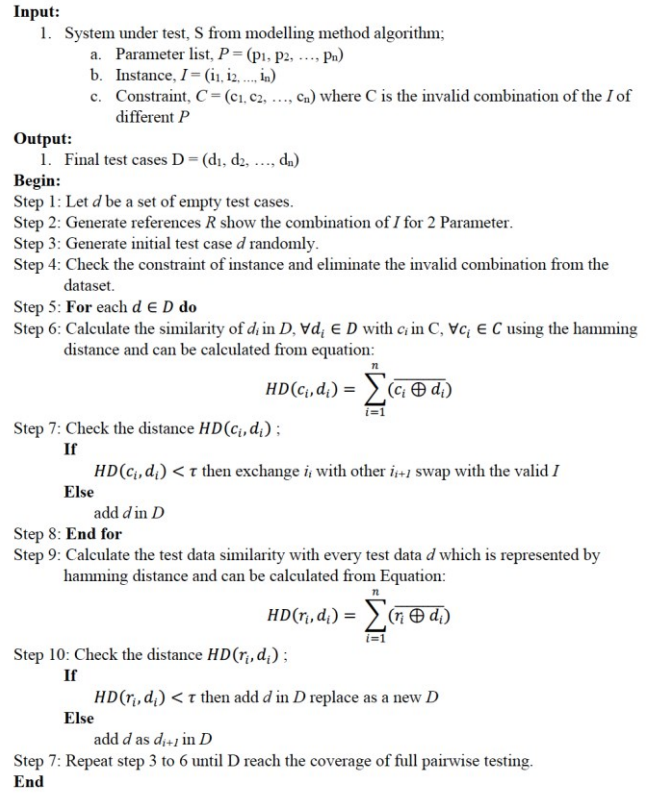 Input:
1. System under test, S from modelling method algorithm;
a. Parameter list, P = (p₁, p₂, …, pₙ)
b. Instance, I = (i₁, i₂, …, iₙ)
c. Constraint, C = (c₁, c₂, …, cₙ) where C is the invalid combination of the I of
different P
Output:
1. Final test cases D = (d₁, d₂, …, dₙ)
Begin:
Step 1: Let d be a set of empty test cases.
Step 2: Generate references R show the combination of I for 2 Parameter.
Step 3: Generate initial test case d randomly.
Step 4: Check the constraint of instance and eliminate the invalid combination from the
dataset.
Step 5: For each d ∈ D do
Step 6: Calculate the similarity of dᵢ in D, ∀dᵢ ∈ D with cᵢ in C, ∀cᵢ ∈ C using the hamming
distance and can be calculated from equation:
HD(cᵢ, dᵢ) = ∑ⁿᵢ₌₁ (c̅ᵢ̅ ̅⊕̅ ̅d̅ᵢ̅)
Step 7: Check the distance HD(cᵢ, dᵢ) ;
If
HD(cᵢ, dᵢ) < τ then exchange iᵢ with other iᵢ₊₁ swap with the valid I
Else
add d in D
Step 8: End for
Step 9: Calculate the test data similarity with every test data d which is represented by
hamming distance and can be calculated from Equation:
HD(rᵢ, dᵢ) = ∑ⁿᵢ₌₁ (r̅ᵢ̅ ̅⊕̅ ̅d̅ᵢ̅)
Step 10: Check the distance HD(rᵢ, dᵢ) ;
If
HD(rᵢ, dᵢ) < τ then add d in D replace as a new D
Else
add d as dᵢ₊₁ in D
Step 7: Repeat step 3 to 6 until D reach the coverage of full pairwise testing.
End